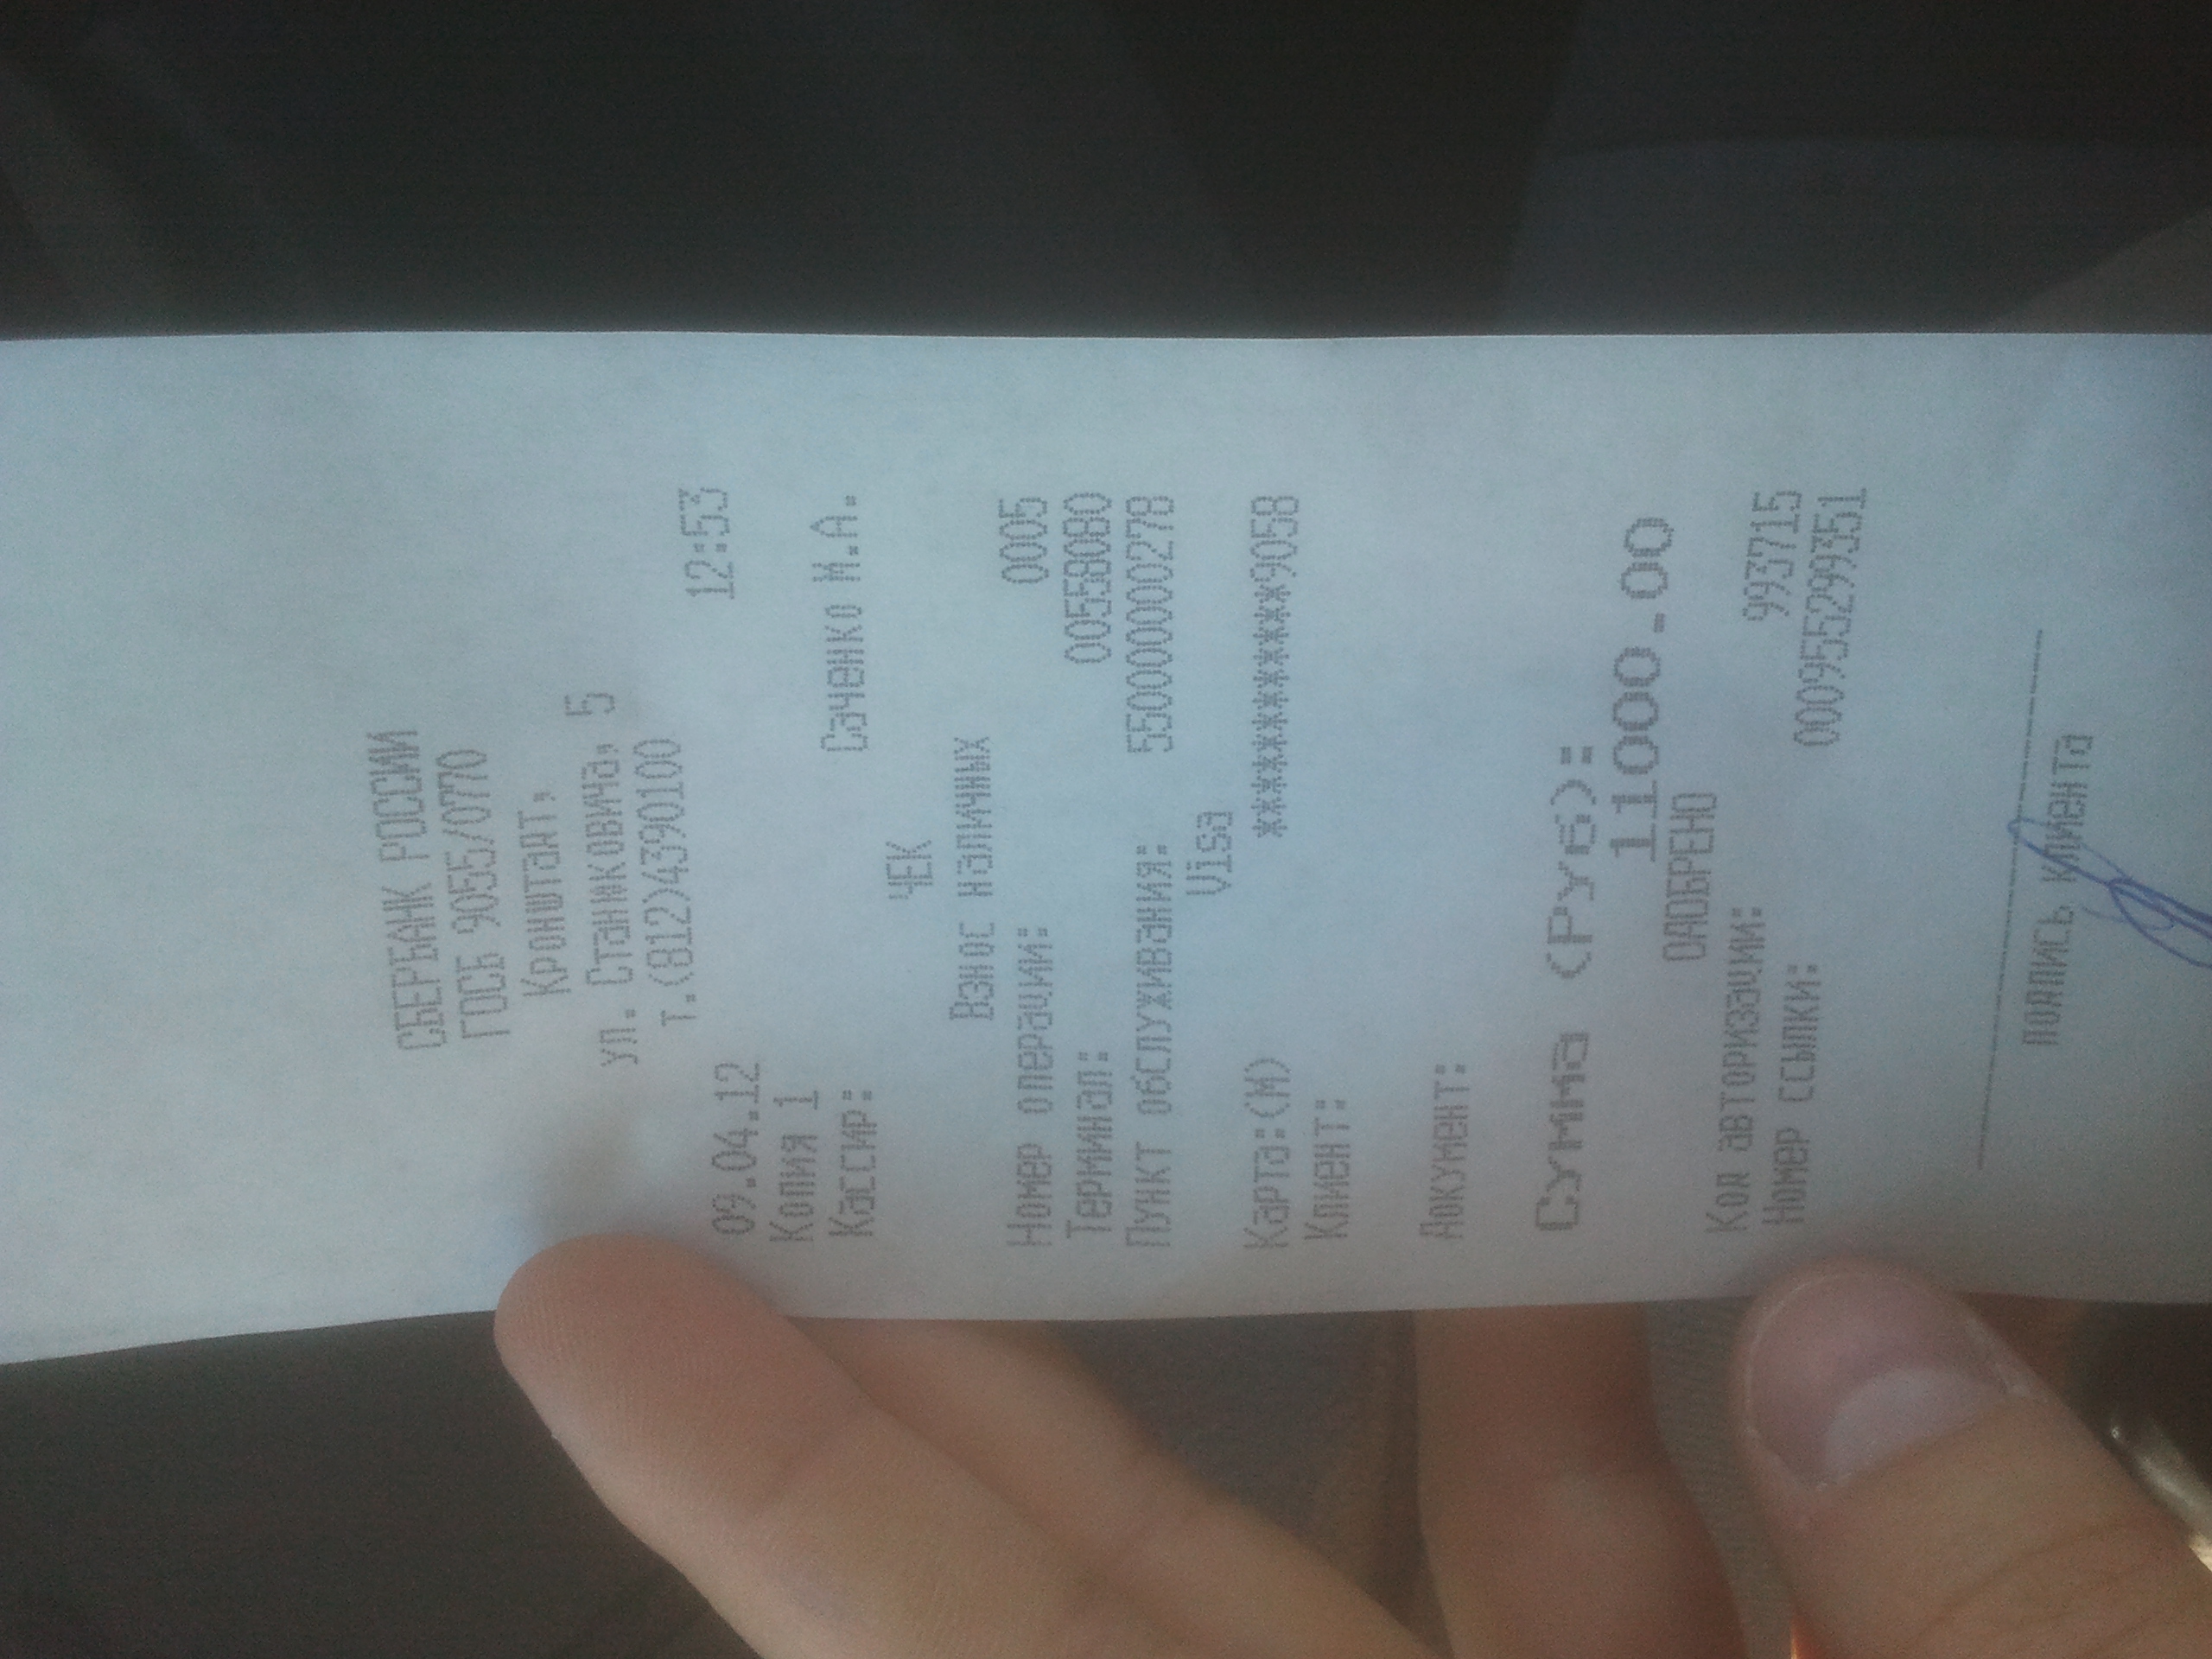 СБЕРБАНК РОССИИ
ГОСБ 9055/0770
Кронштадт,
ул. Станюковича, 5
т.(812)4390100
09.04.12 12:53
Копия 1
Кассир: Саченко М.А.
ЧЕК
Взнос наличных
Номер операции: 0005
Терминал: 00558080
Пункт обслуживания: 550000000278
Visa
Карта:(М) ************9058
Клиент:
Документ:
Сумма (Руб):
11000.00
ОДОБРЕНО
Код авторизации: 993715
Номер ссылки: 000955299351
подпись клиента